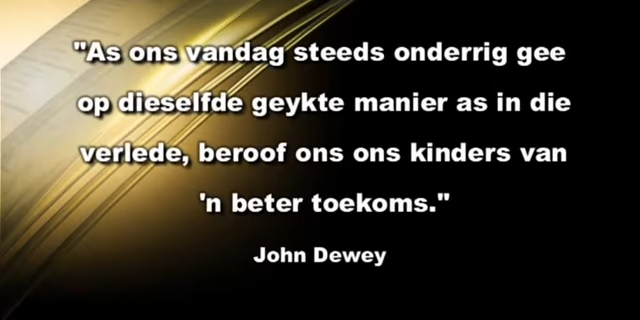 "As ons vandag steeds onderrig gee
op dieselfde geykte manier as in die
verlede, beroof ons ons kinders van
'n beter toekoms."
John Dewey